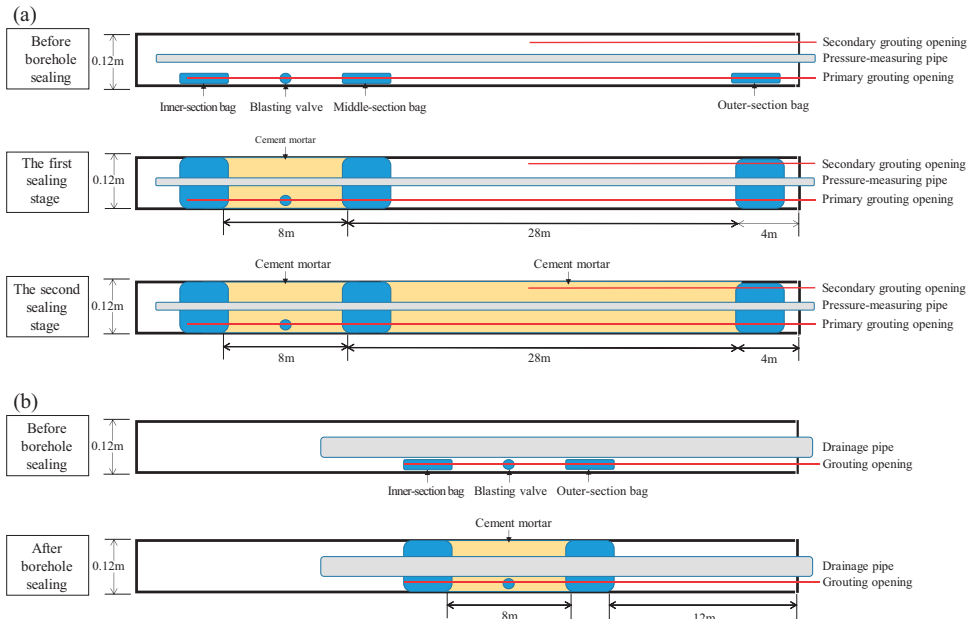 (a)
Before
borehole
sealing
0.12m
Secondary grouting opening
Pressure-measuring pipe
Primary grouting opening
Inner-section bag
Blasting valve
Middle-section bag
Outer-section bag
The first
sealing
stage
0.12m
Cement mortar
Secondary grouting opening
Pressure-measuring pipe
Primary grouting opening
8m
28m
4m
The second
sealing
stage
0.12m
Cement mortar
Cement mortar
Secondary grouting opening
Pressure-measuring pipe
Primary grouting opening
8m
28m
4m
(b)
Before
borehole
sealing
0.12m
Drainage pipe
Grouting opening
Inner-section bag
Blasting valve
Outer-section bag
After
borehole
sealing
0.12m
Cement mortar
Drainage pipe
Grouting opening
8m
12m